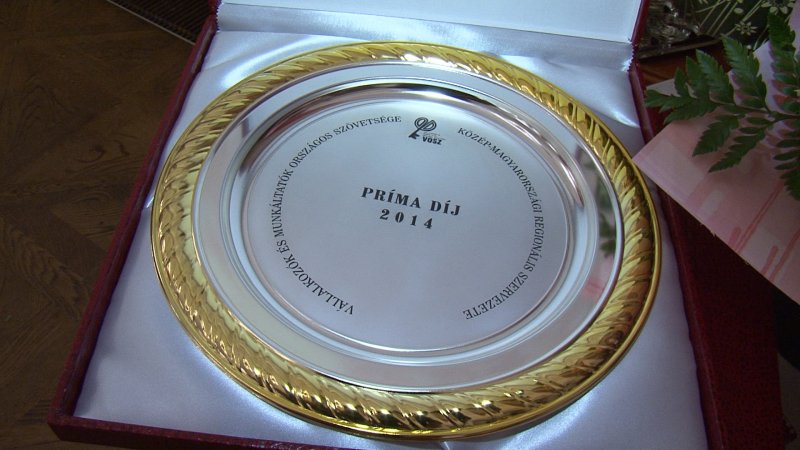 VÁLLALKOZÓK ÉS MUNKÁLTATÓK ORSZÁGOS SZÖVETSÉGE
VOSZ
KÖZÉP-MAGYARORSZÁGI REGIONÁLIS SZERVEZETE
PRÍMA DÍJ
2014